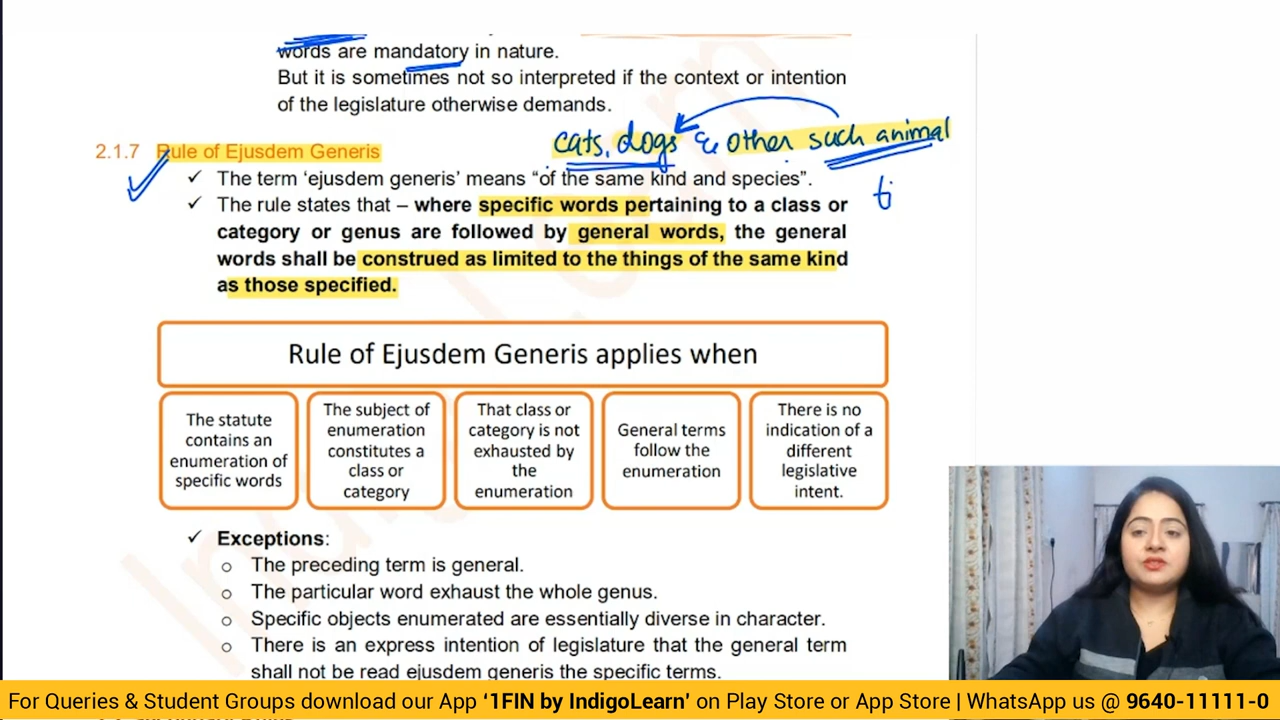 words are mandatory in nature.
But it is sometimes not so interpreted if the context or intention
of the legislature otherwise demands.
cats, dogs & other such animal
2.1.7 Rule of Ejusdem Generis
✓ The term ‘ejusdem generis’ means “of the same kind and species”.
ti
✓ The rule states that – where specific words pertaining to a class or
category or genus are followed by general words, the general
words shall be construed as limited to the things of the same kind
as those specified.
Rule of Ejusdem Generis applies when
The statute
contains an
enumeration of
specific words
The subject of
enumeration
constitutes a
class or
category
That class or
category is not
exhausted by
the
enumeration
General terms
follow the
enumeration
There is no
indication of a
different
legislative
intent.
✓ Exceptions:
o The preceding term is general.
o The particular word exhaust the whole genus.
o Specific objects enumerated are essentially diverse in character.
o There is an express intention of legislature that the general term
shall not be read ejusdem generis the specific terms.
For Queries & Student Groups download our App ‘1FIN by IndigoLearn’ on Play Store or App Store | WhatsApp us @ 9640-11111-0